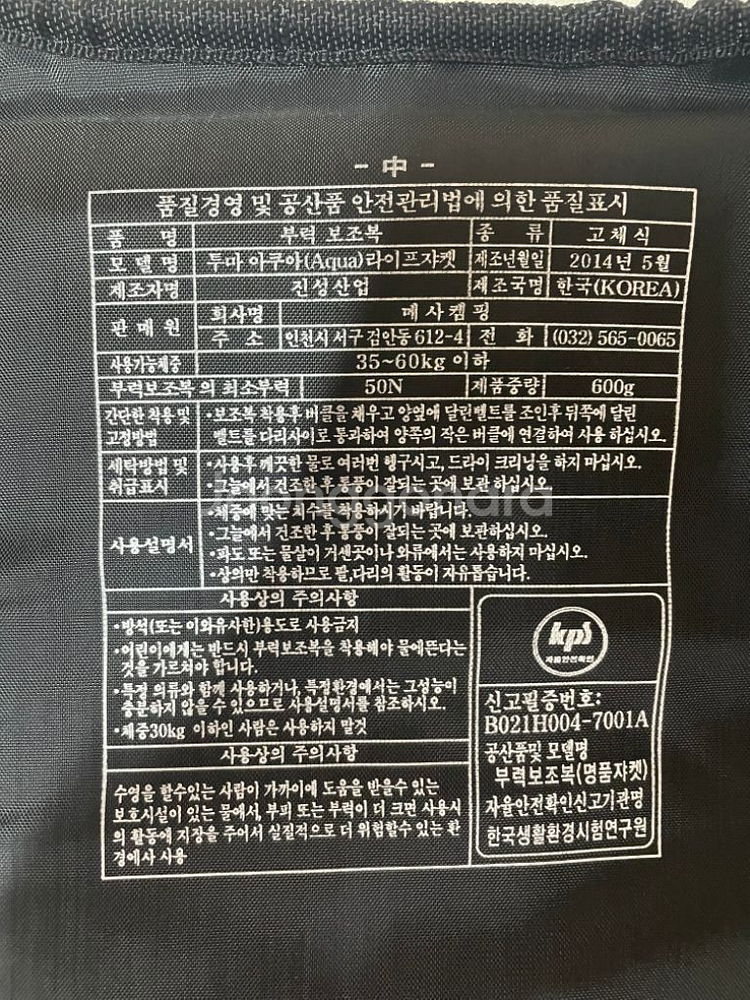 - 中 -
품질경영 및 공산품 안전관리법에 의한 품질표시
품 명 부력 보조복 종 류 고체식
모델명 투마 아쿠아(Aqua)라이프쟈켓 제조년월일 2014년 5월
제조자명 진성산업 제조국명 한국(KOREA)
판매원 회사명 메사캠핑
주 소 인천시 서구 검안동 612-4 전 화 (032) 565-0065
사용가능체중 35~60kg 이하
부력보조복의 최소부력 50N 제품중량 600g
간단한 착용 및 고정방법
•보조복 착용후 버클을 채우고 양옆에 달린벨트를 조인후 뒤쪽에 달린
벨트를 다리사이로 통과하여 양쪽의 작은 버클에 연결하여 사용 하십시오.
세탁방법 및 취급표시
•사용후 깨끗한 물로 여러번 헹구시고, 드라이 크리닝을 하지 마십시오.
•그늘에서 건조한 후 통풍이 잘되는 곳에 보관 하십시오.
사용설명서
•체중에 맞는 치수를 착용하시기 바랍니다.
•그늘에서 건조한 후 통풍이 잘되는 곳에 보관하십시오.
•파도 또는 물살이 거센곳이나 와류에서는 사용하지 마십시오.
•상의만 착용하므로 팔,다리의 활동이 자유롭습니다.
사용상의 주의사항
•방석(또는 이와유사한)용도로 사용금지
•어린이에게는 반드시 부력보조복을 착용해야 물에뜬다는
것을 가르쳐야 합니다.
•특정 의류와 함께 사용하거나, 특정환경에서는 그성능이
충분하지 않을 수 있으므로 사용설명서를 참조하십시오.
•체중30kg 이하인 사람은 사용하지 말것
사용상의 주의사항
수영을 할수있는 사람이 가까이에 도움을 받을수 있는
보호시설이 있는 물에서, 부피 또는 부력이 더 크면 사용시
의 활동에 지장을 주어서 실질적으로 더 위험할수 있는 환
경에사 사용
kps
자율안전확인
신고필증번호:
B021H004-7001A
공산품및 모델명
부력보조복(명품쟈켓)
자율안전확인신고기관명
한국생활환경시험연구원
joonggonara